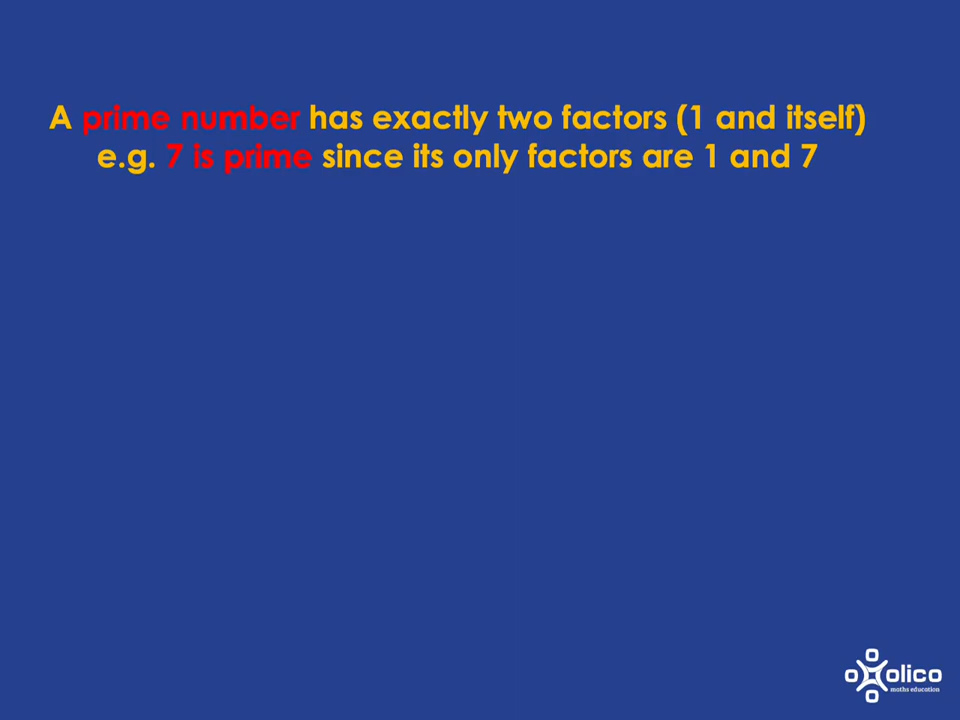 A prime number has exactly two factors (1 and itself)
e.g. 7 is prime since its only factors are 1 and 7
olico
maths education